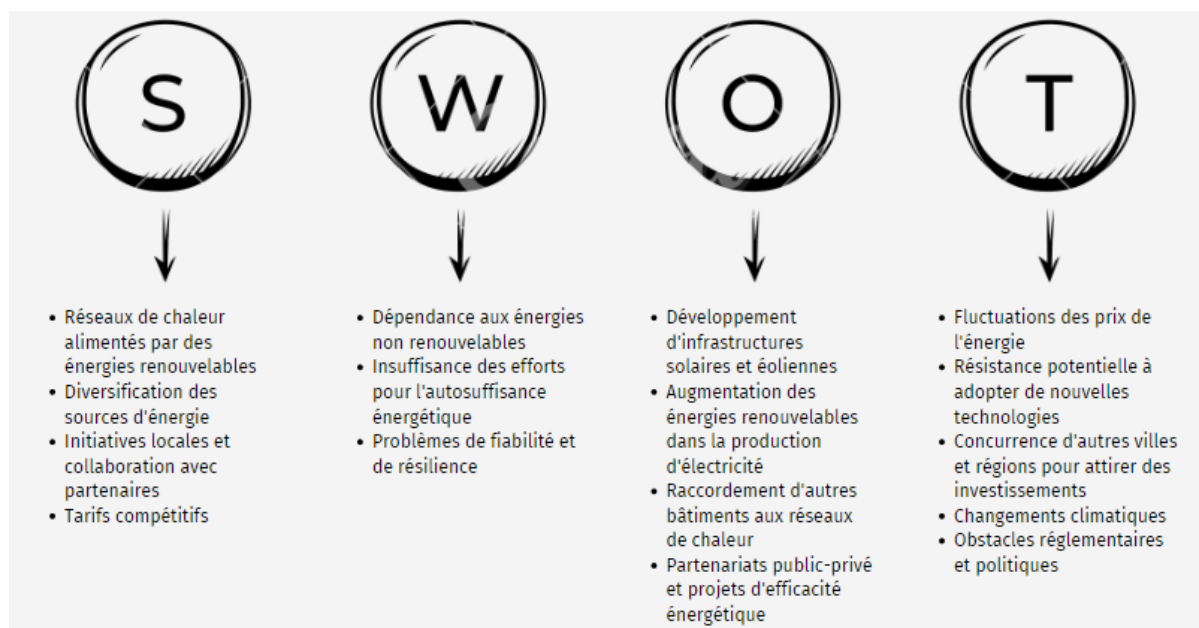 S
W
O
T
• Réseaux de chaleur
alimentés par des
énergies renouvelables
• Diversification des
sources d'énergie
• Initiatives locales et
collaboration avec
partenaires
• Tarifs compétitifs
• Dépendance aux énergies
non renouvelables
• Insuffisance des efforts
pour l'autosuffisance
énergétique
• Problèmes de fiabilité et
de résilience
• Développement
d'infrastructures
solaires et éoliennes
• Augmentation des
énergies renouvelables
dans la production
d'électricité
• Raccordement d'autres
bâtiments aux réseaux
de chaleur
• Partenariats public-privé
et projets d'efficacité
énergétique
• Fluctuations des prix de
l'énergie
• Résistance potentielle à
adopter de nouvelles
technologies
• Concurrence d'autres villes
et régions pour attirer des
investissements
• Changements climatiques
• Obstacles réglementaires
et politiques